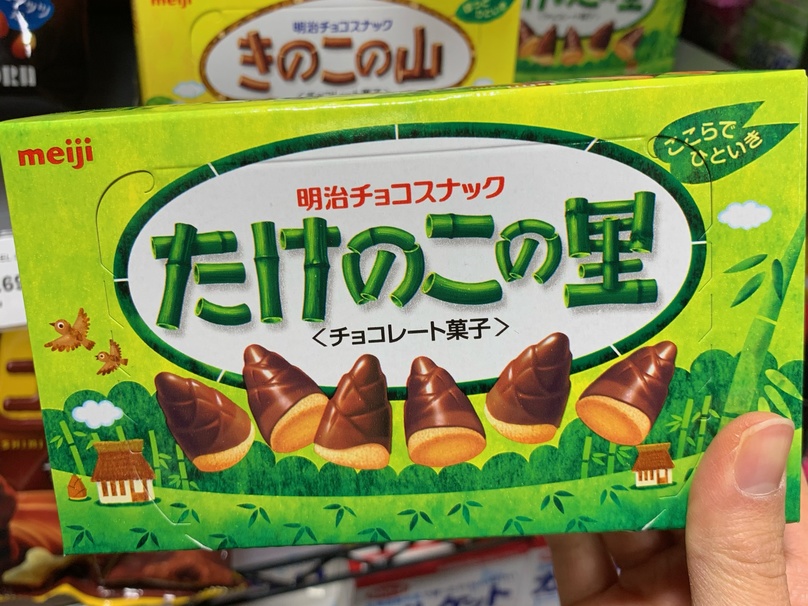 meiji
明治チョコスナック
きのこの山
meiji
ここらで
ひといき
明治チョコスナック
たけのこの里
〈チョコレート菓子〉